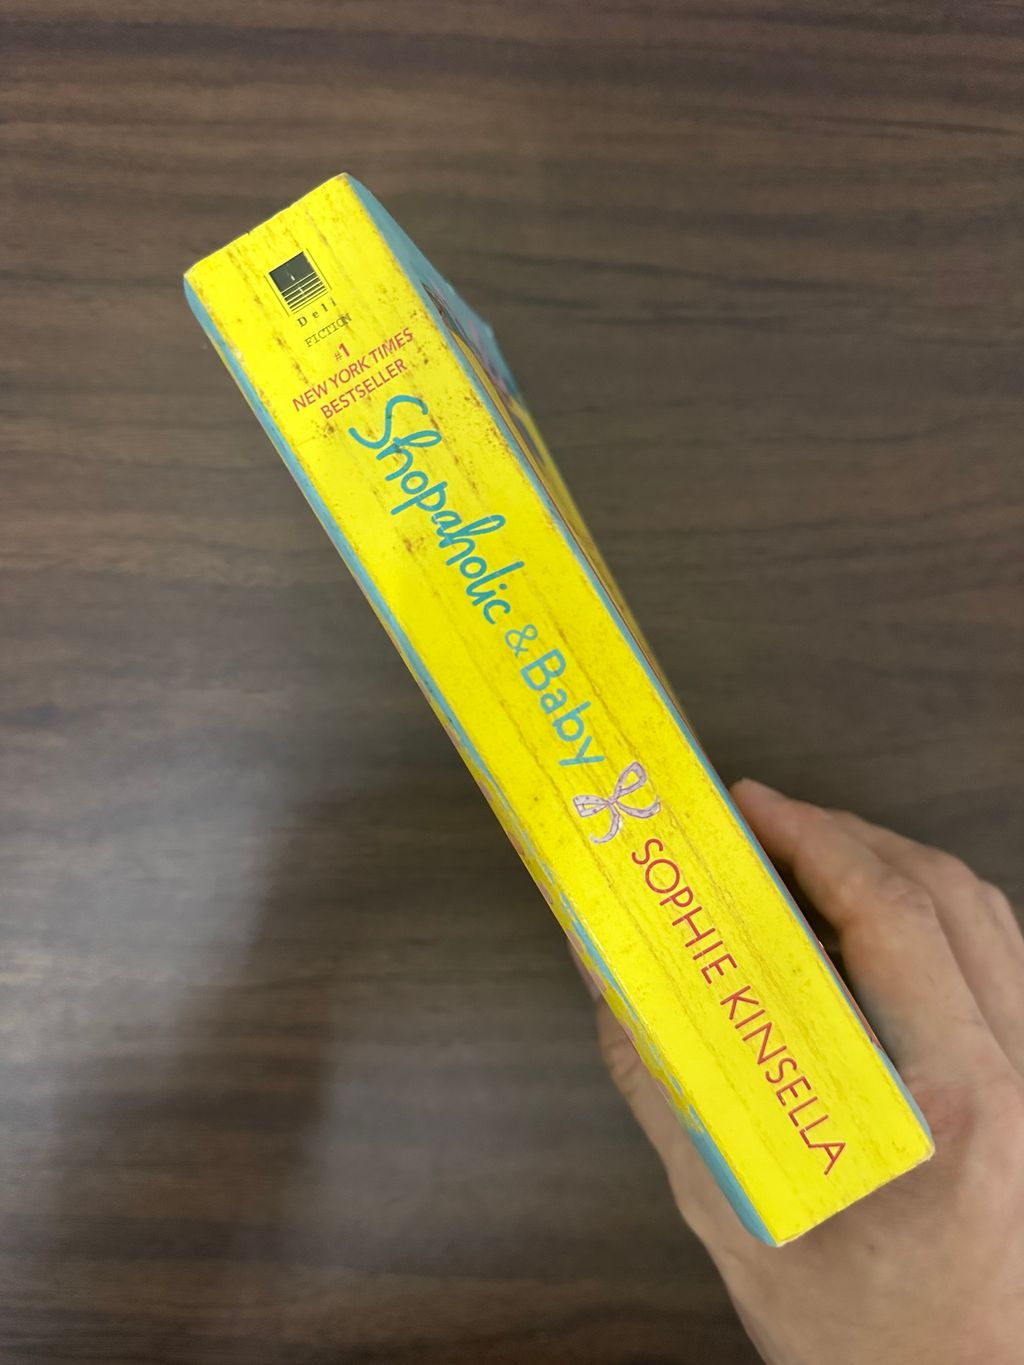 Dell
FICTION
#1
NEW YORK TIMES
BESTSELLER
Shopaholic & Baby
SOPHIE KINSELLA